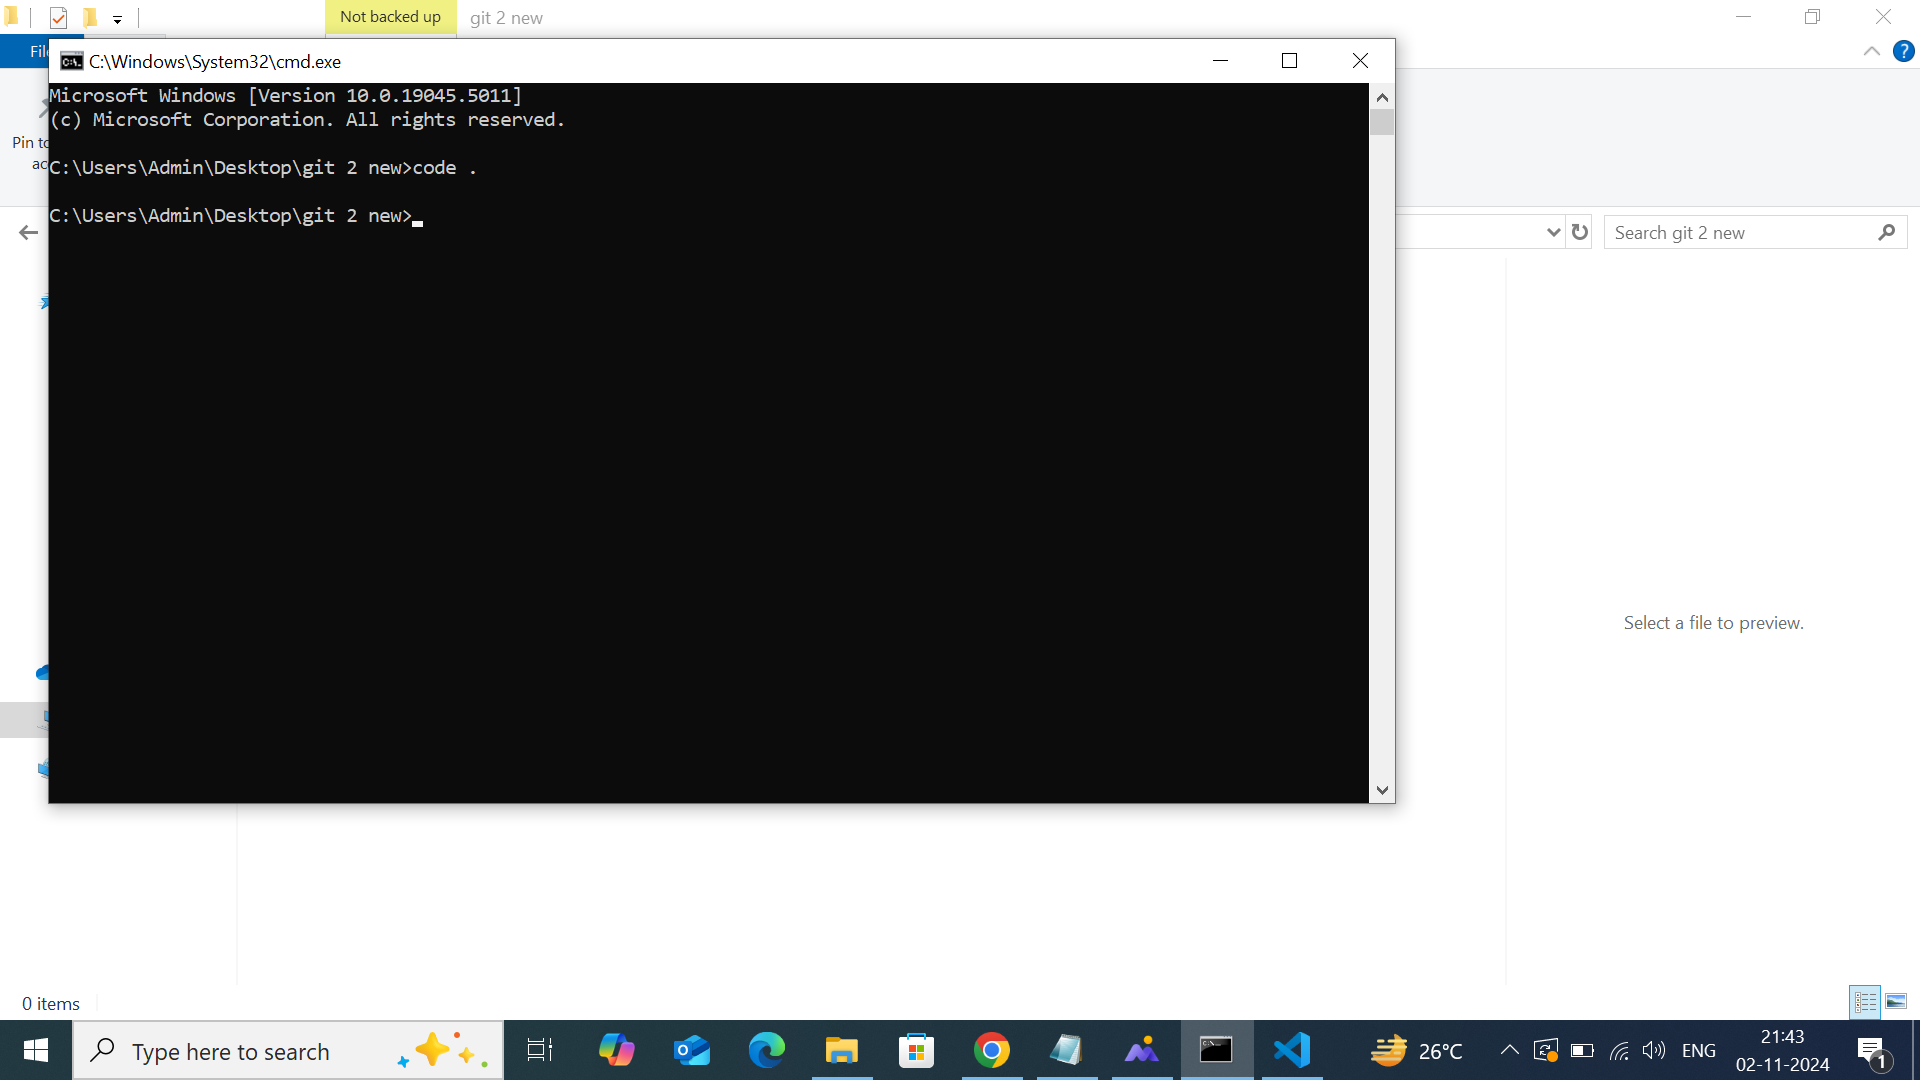 Not backed up
git 2 new
C:\Windows\System32\cmd.exe
Microsoft Windows [Version 10.0.19045.5011]
(c) Microsoft Corporation. All rights reserved.
C:\Users\Admin\Desktop\git 2 new>code .
C:\Users\Admin\Desktop\git 2 new>
Pin to
ac
Search git 2 new
Select a file to preview.
0 items
Type here to search
26°C
ENG
21:43
02-11-2024
1